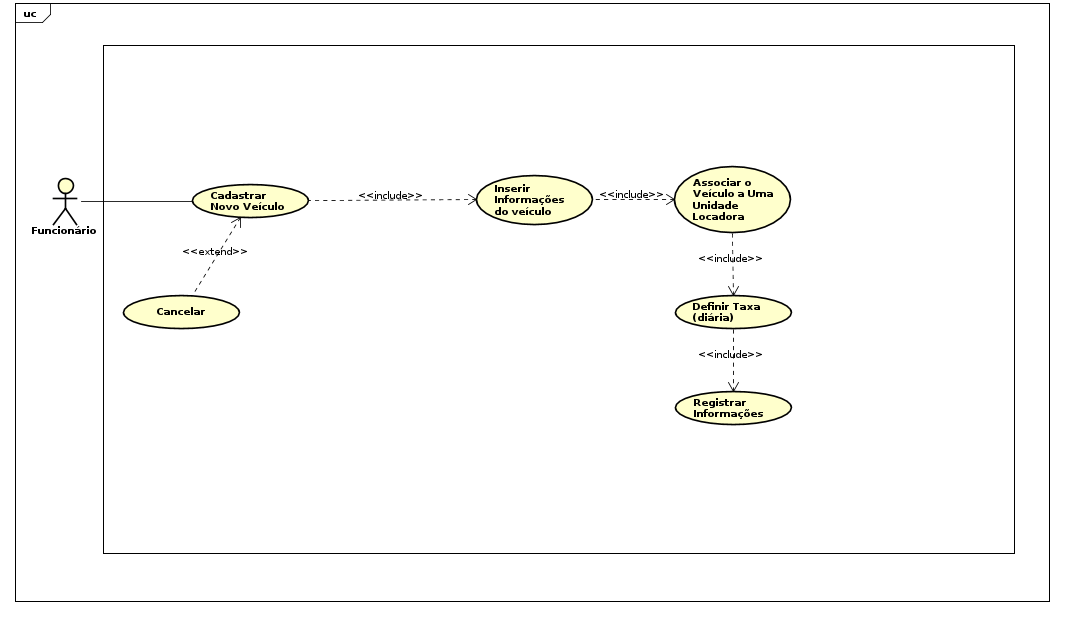 uc
Funcionário
Cadastrar
Novo Veículo
<<include>>
Inserir
Informações
do veículo
<<include>>
Associar o
Veículo a Uma
Unidade
Locadora
<<extend>>
<<include>>
Cancelar
Definir Taxa
(diária)
<<include>>
Registrar
Informações